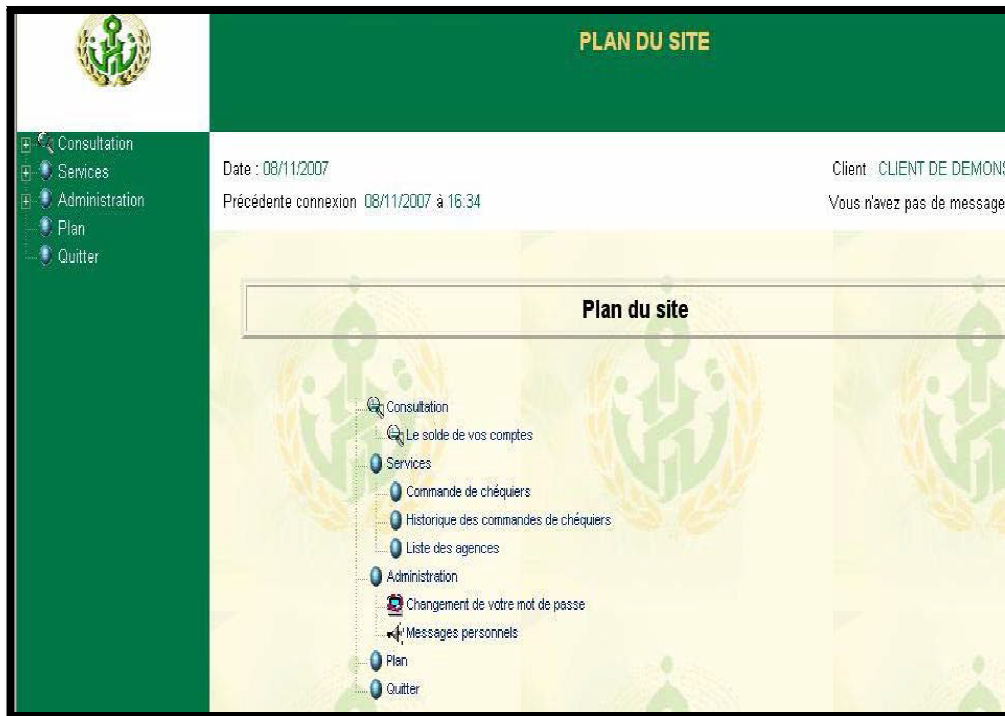 PLAN DU SITE
Consultation
Services
Administration
Plan
Quitter
Date : 08/11/2007
Client CLIENT DE DEMONS
Précédente connexion 08/11/2007 à 16:34
Vous n'avez pas de message
Plan du site
Consultation
Le solde de vos comptes
Services
Commande de chéquiers
Historique des commandes de chéquiers
Liste des agences
Administration
Changement de votre mot de passe
Messages personnels
Plan
Quitter